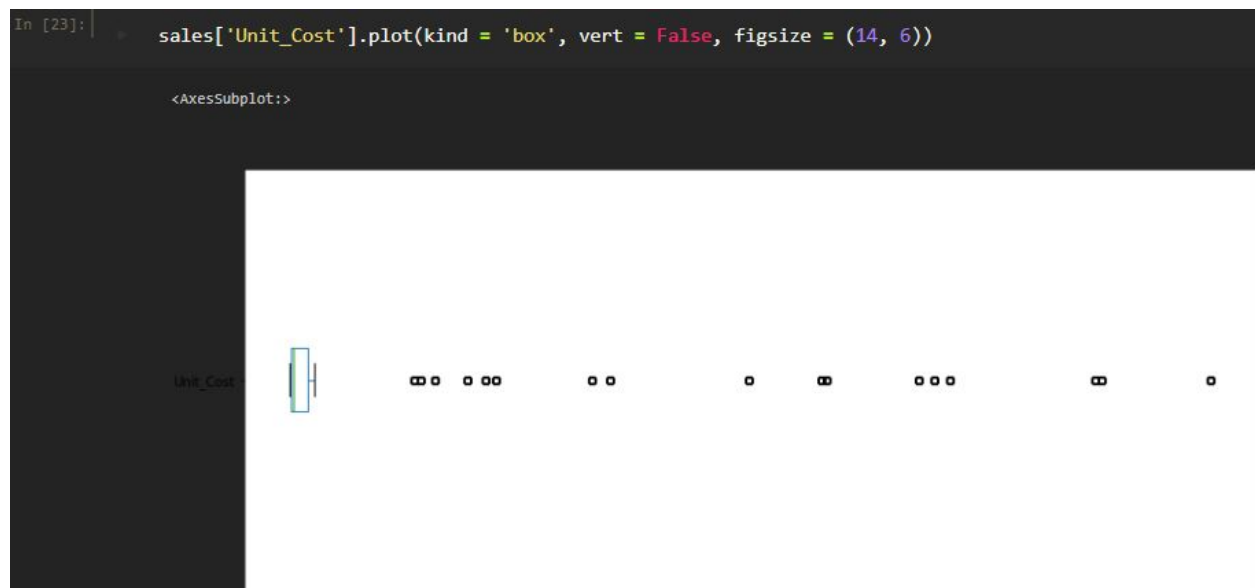 In [23]:
sales['Unit_Cost'].plot(kind = 'box', vert = False, figsize = (14, 6))
<AxesSubplot:>
Unit_Cost